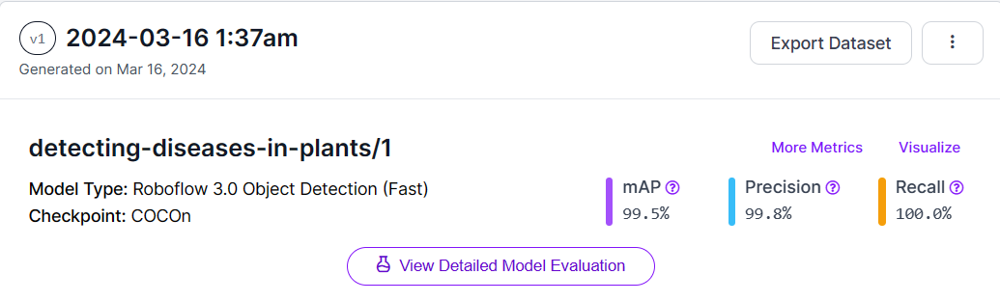 v1 2024-03-16 1:37am
Export Dataset
Generated on Mar 16, 2024
detecting-diseases-in-plants/1
More Metrics Visualize
Model Type: Roboflow 3.0 Object Detection (Fast)
Checkpoint: COCOn
mAP ? Precision ? Recall ?
99.5% 99.8% 100.0%
View Detailed Model Evaluation